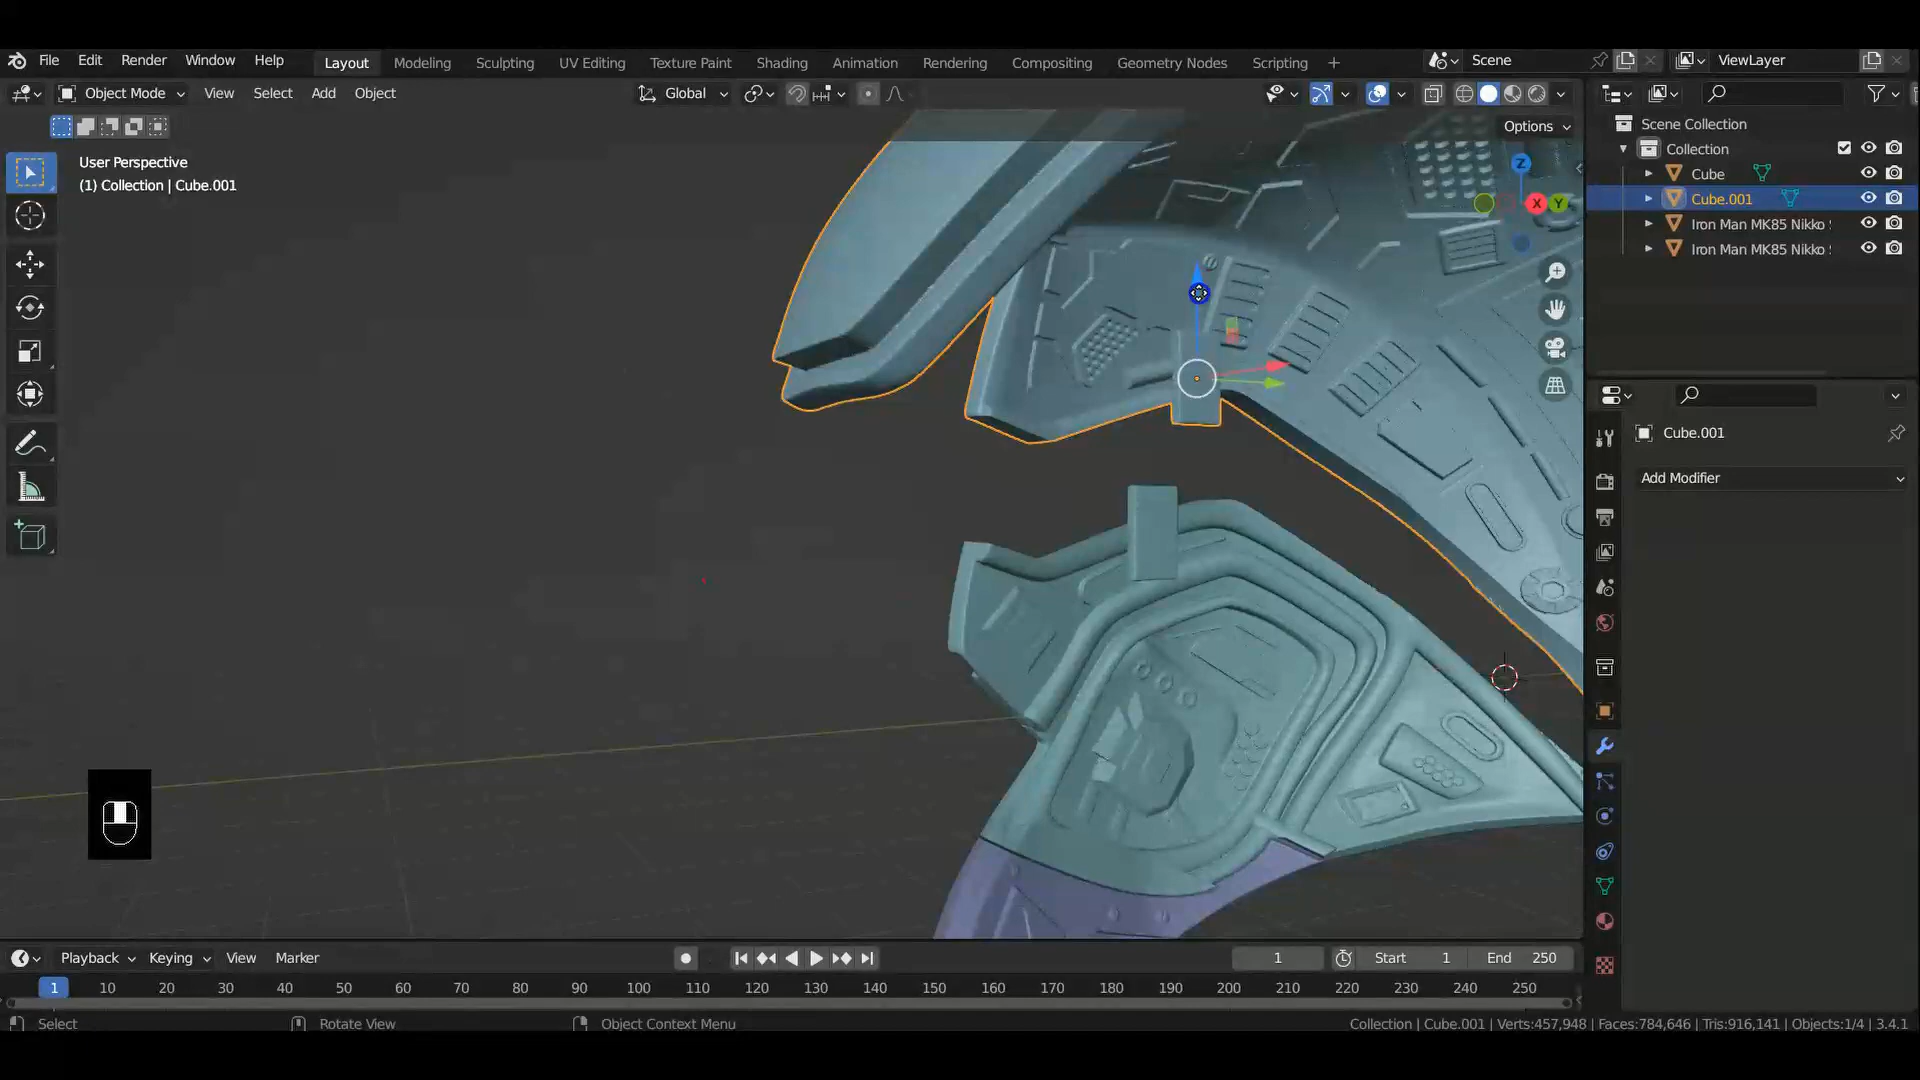 File Edit Render Window Help Layout Modeling Sculpting UV Editing Texture Paint Shading Animation Rendering Compositing Geometry Nodes Scripting + Scene ViewLayer
Object Mode View Select Add Object Global
Options
User Perspective
(1) Collection | Cube.001
Scene Collection
Collection
Cube
Cube.001
Iron Man MK85 Nikko
Iron Man MK85 Nikko
Z
X
Y
Cube.001
Add Modifier
Playback Keying View Marker 1 Start 1 End 250
1 10 20 30 40 50 60 70 80 90 100 110 120 130 140 150 160 170 180 190 200 210 220 230 240 250
Select Rotate View Object Context Menu Collection | Cube.001 | Verts:457,948 | Faces:784,646 | Tris:916,141 | Objects:1/4 | 3.4.1